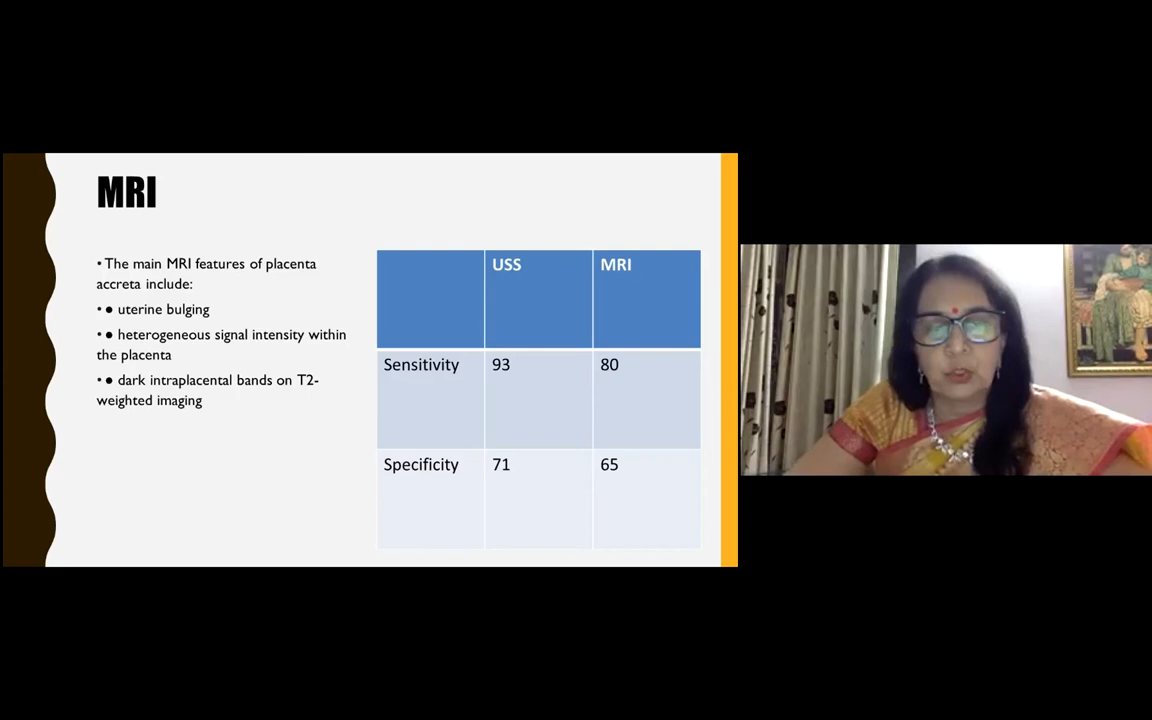 MRI
• The main MRI features of placenta
accreta include:
• ● uterine bulging
• ● heterogeneous signal intensity within
the placenta
• ● dark intraplacental bands on T2-
weighted imaging
USS MRI
Sensitivity 93 80
Specificity 71 65